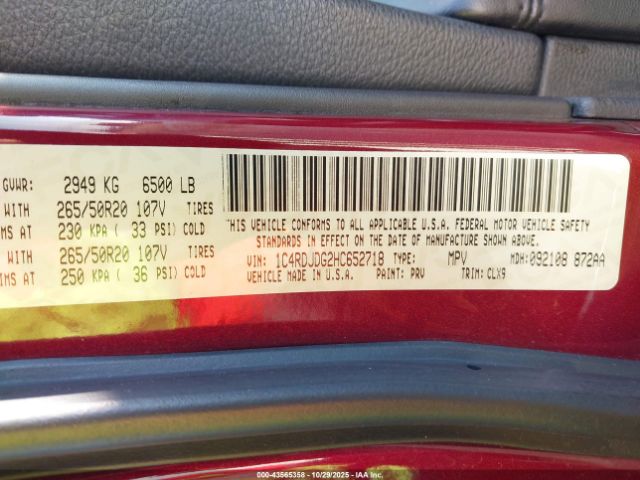 GVWR: 2949 KG 6500 LB
WITH 265/50R20 107V TIRES
MS AT 230 KPA ( 33 PSI) COLD
WITH 265/50R20 107V TIRES
IMS AT 250 KPA ( 36 PSI) COLD
THIS VEHICLE CONFORMS TO ALL APPLICABLE U.S.A. FEDERAL MOTOR VEHICLE SAFETY
STANDARDS IN EFFECT ON THE DATE OF MANUFACTURE SHOWN ABOVE.
VIN: 1C4RDJDG2HC652718 TYPE: MPV MDH:092108 872AA
VEHICLE MADE IN U.S.A. PAINT: PRV TRIM: CLX9
© COPYRIGHT 43565358 | 10/29/2025 | IAA Inc.